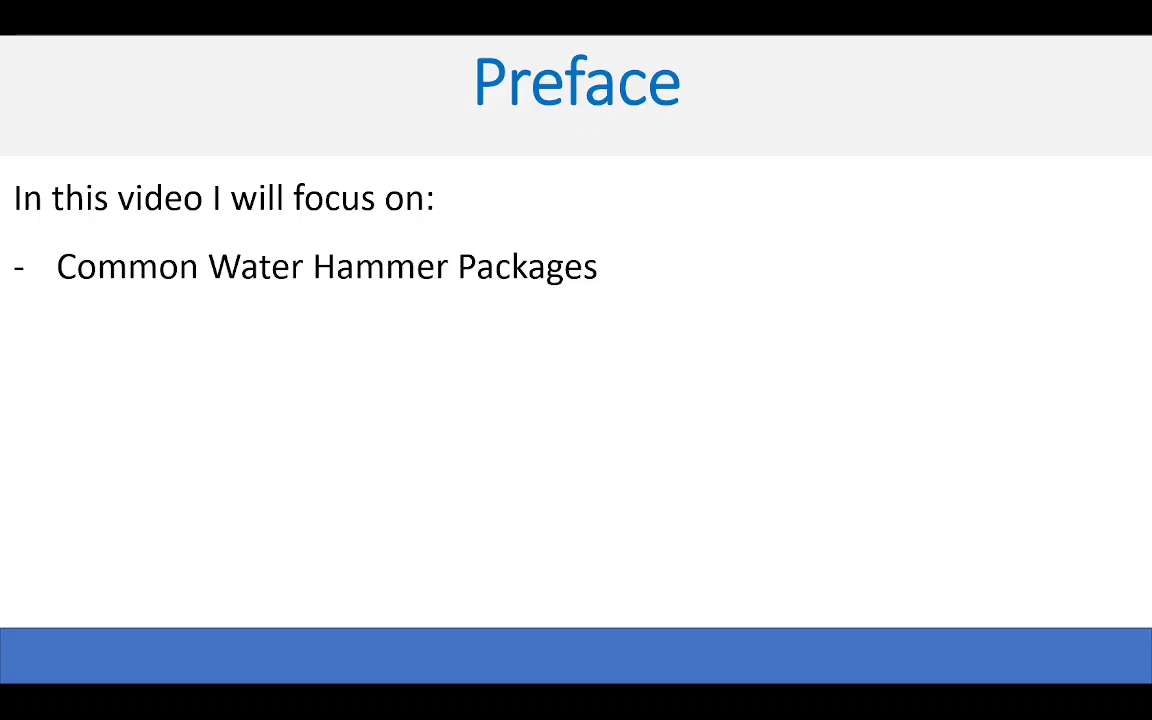 Preface
In this video I will focus on:
- Common Water Hammer Packages